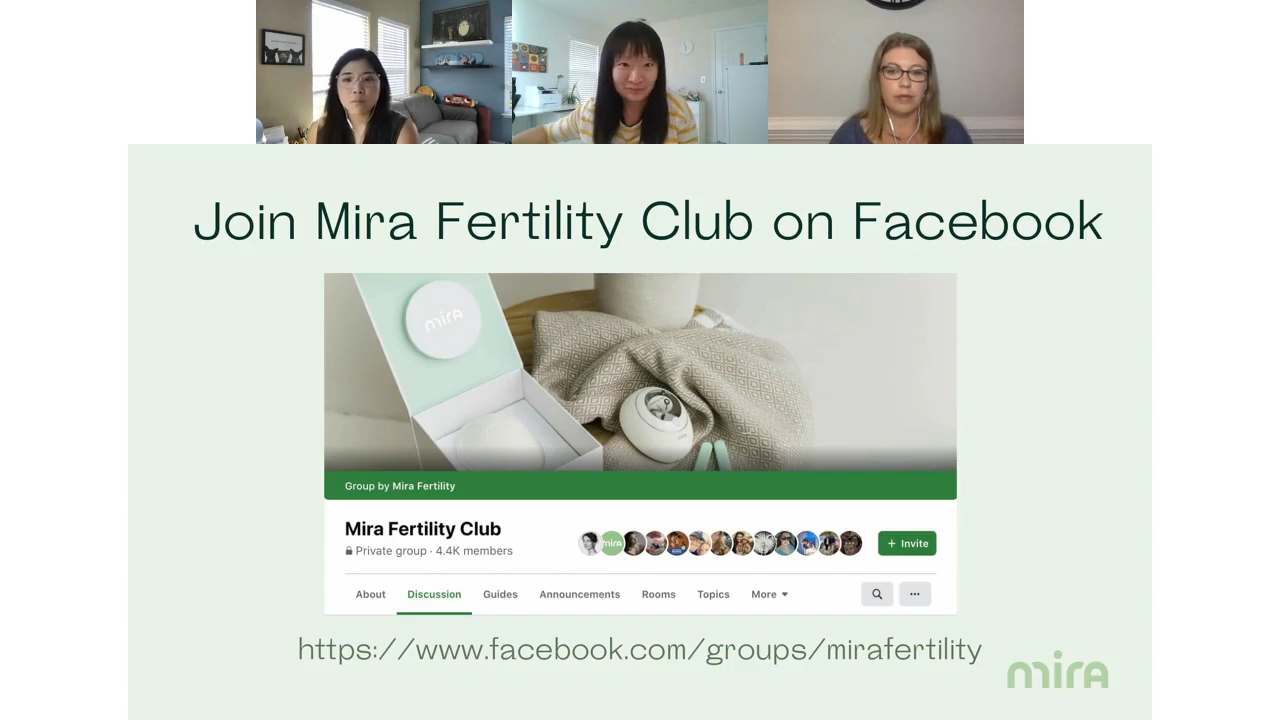 Join Mira Fertility Club on Facebook
mira
Group by Mira Fertility
Mira Fertility Club
Private group · 4.4K members
mira
+ Invite
About Discussion Guides Announcements Rooms Topics More
https://www.facebook.com/groups/mirafertility
mira